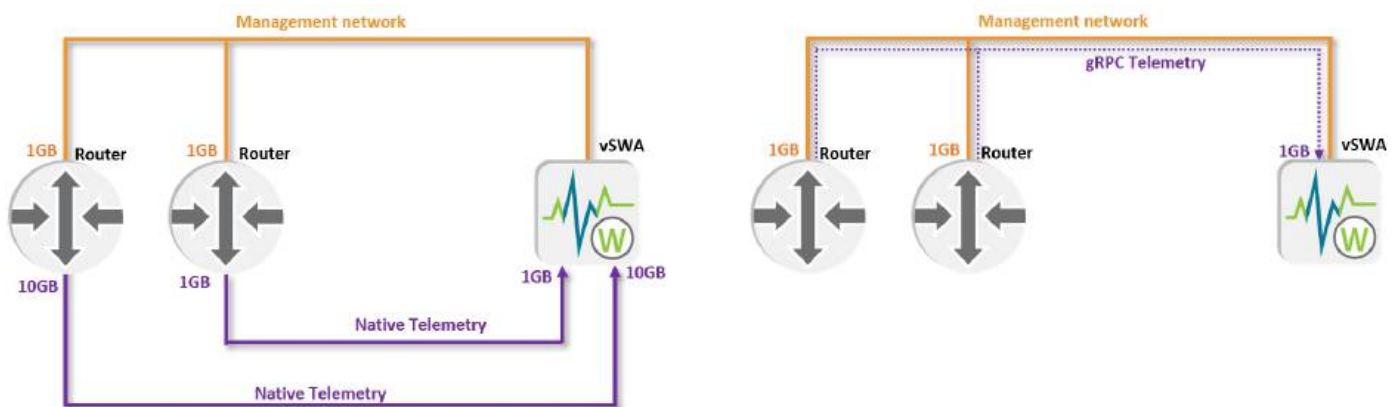 Management network
1GB
Router
1GB
Router
vSWA
W
10GB
1GB
1GB
10GB
Native Telemetry
Native Telemetry
Management network
gRPC Telemetry
1GB
Router
1GB
Router
1GB
vSWA
W